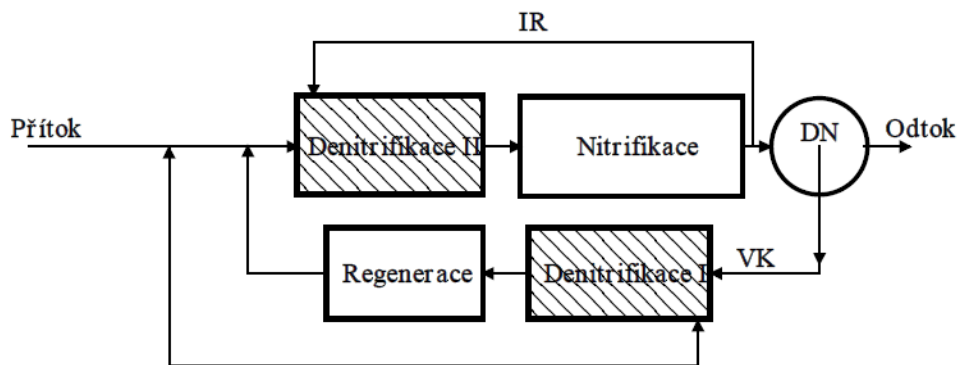 IR
Přítok
Denitrifikace II
Nitrifikace
DN
Odtok
Regenerace
Denitrifikace I
VK